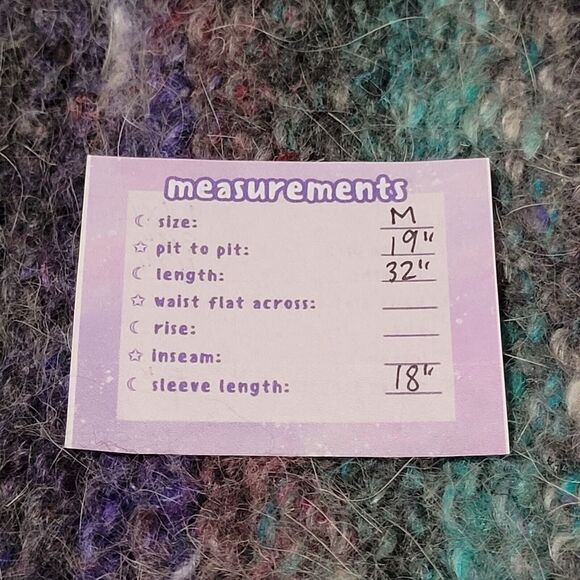 measurements
size: M
pit to pit: 19"
length: 32"
waist flat across:
rise:
inseam:
sleeve length: 18"